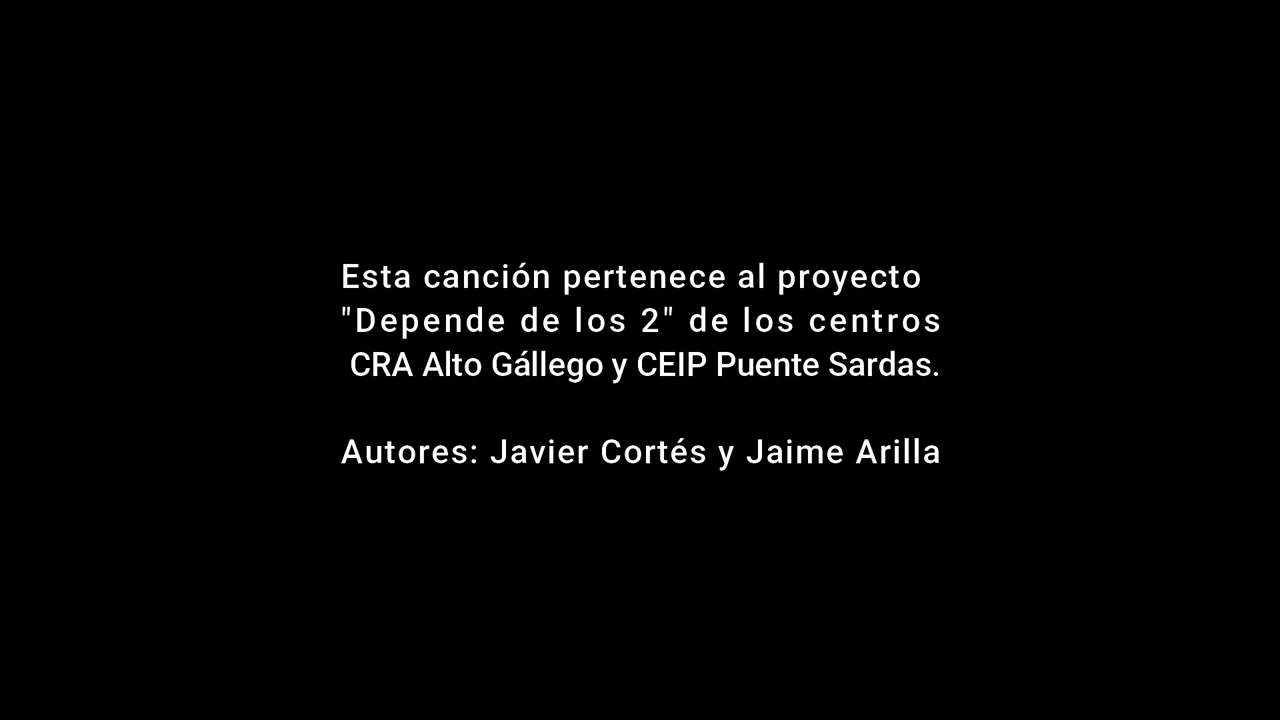 Esta canción pertenece al proyecto
"Depende de los 2" de los centros
CRA Alto Gállego y CEIP Puente Sardas.
Autores: Javier Cortés y Jaime Arilla